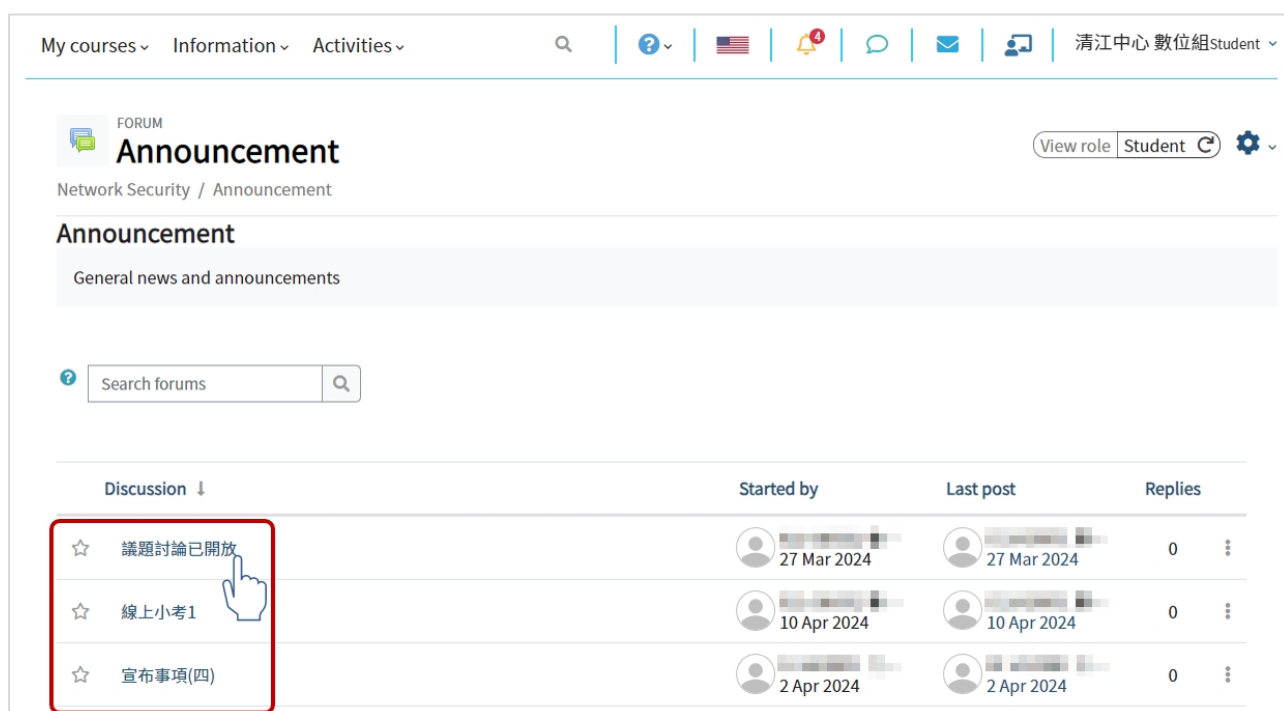 My courses Information Activities 4 清江中心 數位組Student
FORUM
Announcement
View role Student
Network Security / Announcement
Announcement
General news and announcements
Search forums
Discussion Started by Last post Replies
議題討論已開放 27 Mar 2024 27 Mar 2024 0
線上小考1 10 Apr 2024 10 Apr 2024 0
宣布事項(四) 2 Apr 2024 2 Apr 2024 0